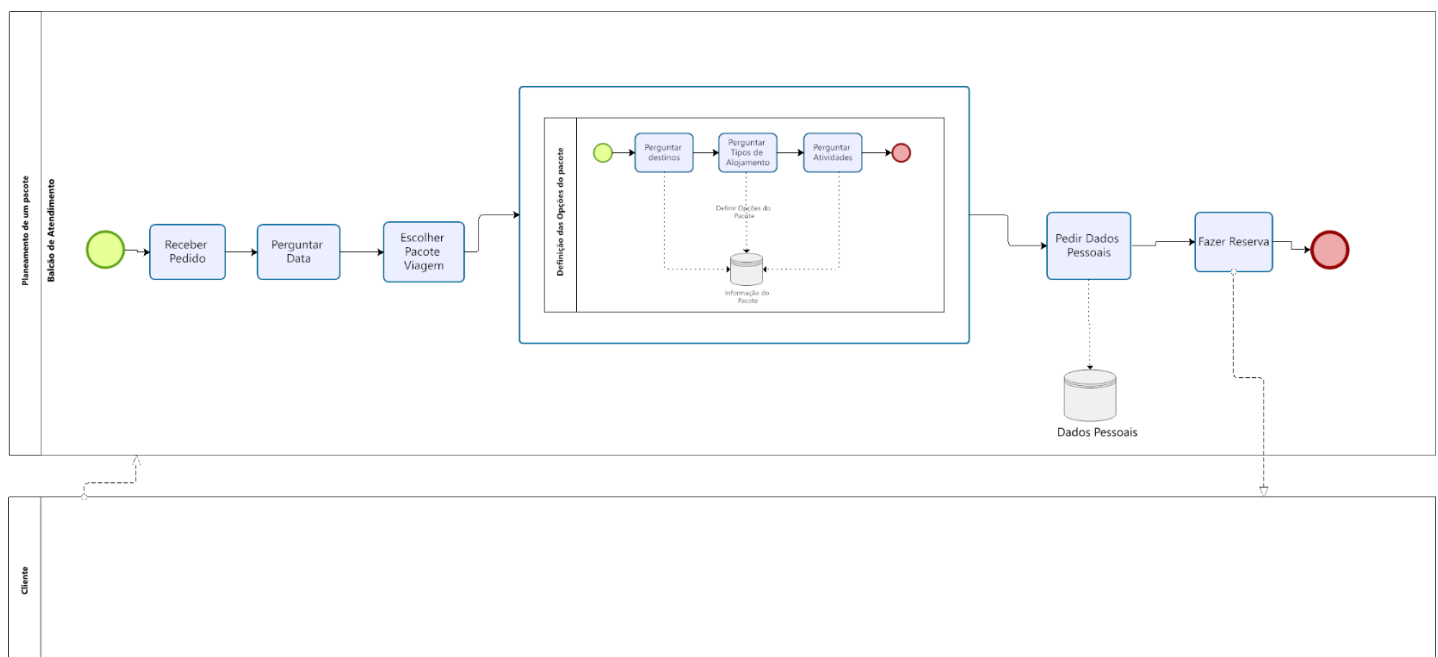 Planeamento de um pacote
Balcão de Atendimento
Receber
Pedido
Perguntar
Data
Escolher
Pacote
Viagem
Definição das Opções do pacote
Perguntar
destinos
Perguntar
Tipos de
Alojamento
Perguntar
Atividades
Definir Opções do
Pacote
Informação do
Pacote
Pedir Dados
Pessoais
Fazer Reserva
Dados Pessoais
Cliente